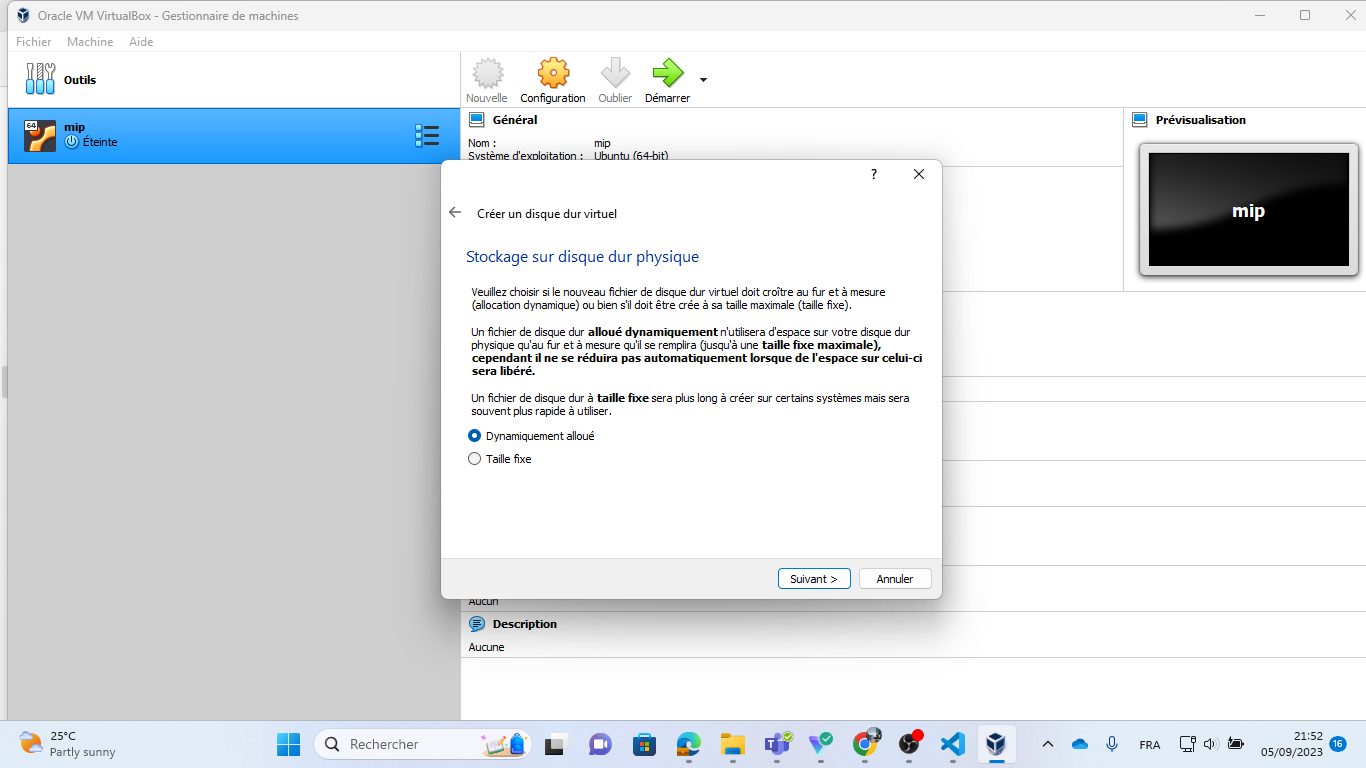 Oracle VM VirtualBox - Gestionnaire de machines
Fichier Machine Aide
Outils
Nouvelle Configuration Oublier Démarrer
64
mip
Éteinte
Général
Nom : mip
Système d'exploitation : Ubuntu (64-bit)
Prévisualisation
mip
?
Créer un disque dur virtuel
Stockage sur disque dur physique
Veuillez choisir si le nouveau fichier de disque dur virtuel doit croître au fur et à mesure
(allocation dynamique) ou bien s'il doit être crée à sa taille maximale (taille fixe).
Un fichier de disque dur alloué dynamiquement n'utilisera d'espace sur votre disque dur
physique qu'au fur et à mesure qu'il se remplira (jusqu'à une taille fixe maximale),
cependant il ne se réduira pas automatiquement lorsque de l'espace sur celui-ci
sera libéré.
Un fichier de disque dur à taille fixe sera plus long à créer sur certains systèmes mais sera
souvent plus rapide à utiliser.
Dynamiquement alloué
Taille fixe
Suivant > Annuler
Aucun
Description
Aucune
25°C
Partly sunny
Rechercher
FRA
21:52
05/09/2023
16